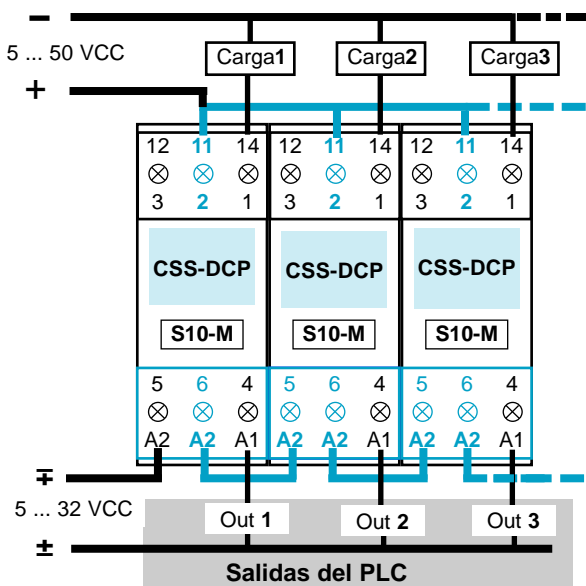 −
5 ... 50 VCC
+
Carga1 Carga2 Carga3
12 11 14 12 11 14 12 11 14
3 2 1 3 2 1 3 2 1
CSS-DCP CSS-DCP CSS-DCP
S10-M S10-M S10-M
5 6 4 5 6 4 5 6 4
A2 A2 A1 A2 A2 A1 A2 A2 A1
∓
5 ... 32 VCC
Out 1 Out 2 Out 3
±
Salidas del PLC